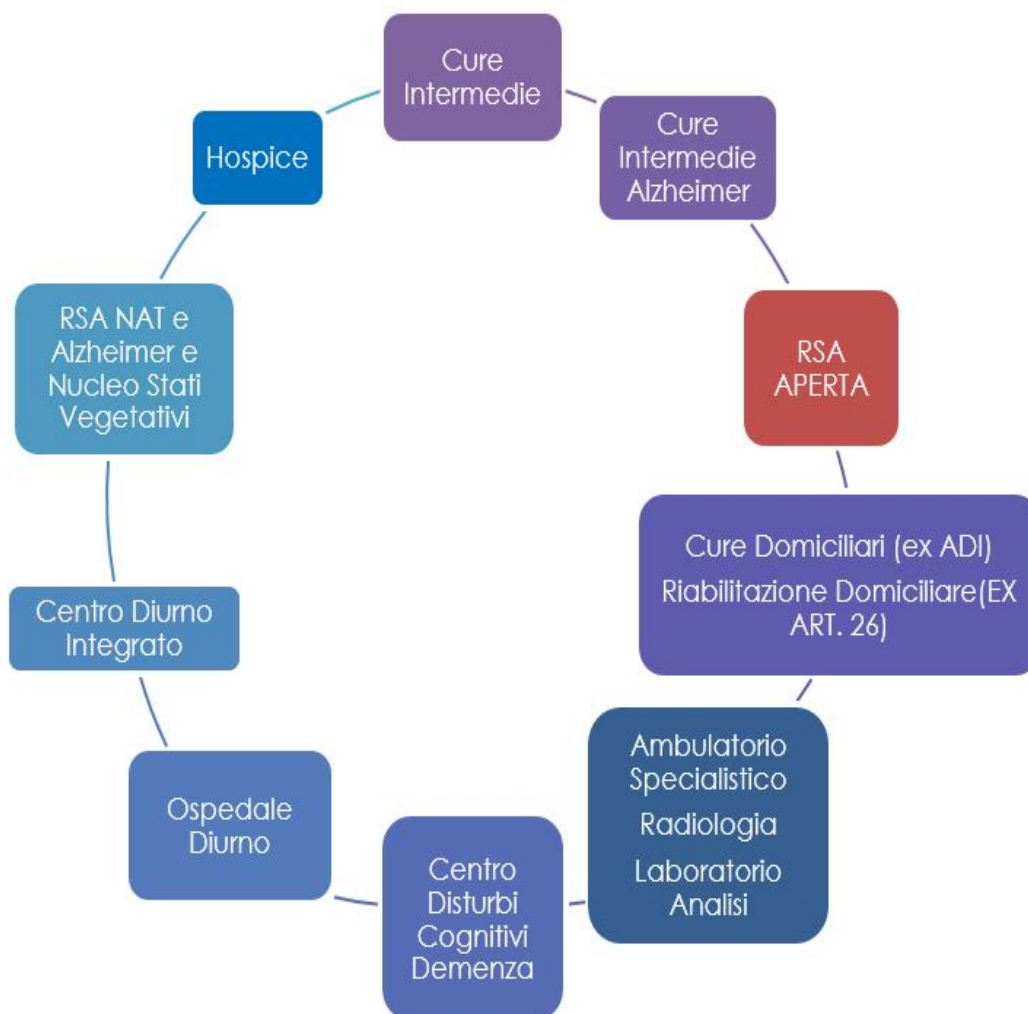 Cure
Intermedie
Cure
Intermedie
Alzheimer
RSA
APERTA
Cure Domiciliari (ex ADI)
Riabilitazione Domiciliare(EX
ART. 26)
Ambulatorio
Specialistico
Radiologia
Laboratorio
Analisi
Centro
Disturbi
Cognitivi
Demenza
Ospedale
Diurno
Centro Diurno
Integrato
RSA NAT e
Alzheimer e
Nucleo Stati
Vegetativi
Hospice